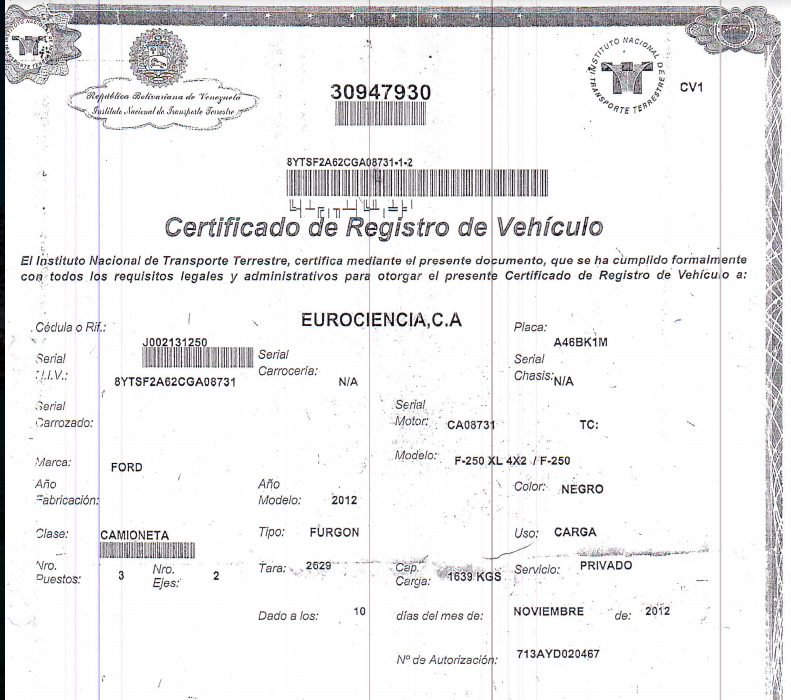 República Bolivariana de Venezuela
Instituto Nacional de Transporte Terrestre
30947930
INSTITUTO NACIONAL DE TRANSPORTE TERRESTRE
CV1
8YTSF2A62CGA08731-1-2
Certificado de Registro de Vehículo
El Instituto Nacional de Transporte Terrestre, certifica mediante el presente documento, que se ha cumplido formalmente
con todos los requisitos legales y administrativos para otorgar el presente Certificado de Registro de Vehículo a:
EUROCIENCIA,C.A
Cédula o Rif.: J002131250 Placa: A46BK1M
Serial N.I.V.: 8YTSF2A62CGA08731 Serial Carrocería: N/A Serial Chasis: N/A
Serial Carrozado: Serial Motor: CA08731 TC:
Marca: FORD Modelo: F-250 XL 4X2 / F-250
Año Fabricación: Año Modelo: 2012 Color: NEGRO
Clase: CAMIONETA Tipo: FURGON Uso: CARGA
Nro. Puestos: 3 Nro. Ejes: 2 Tara: 2629 Cap. Carga: 1639 KGS Servicio: PRIVADO
Dado a los: 10 días del mes de: NOVIEMBRE de: 2012
Nº de Autorización: 713AYD020467